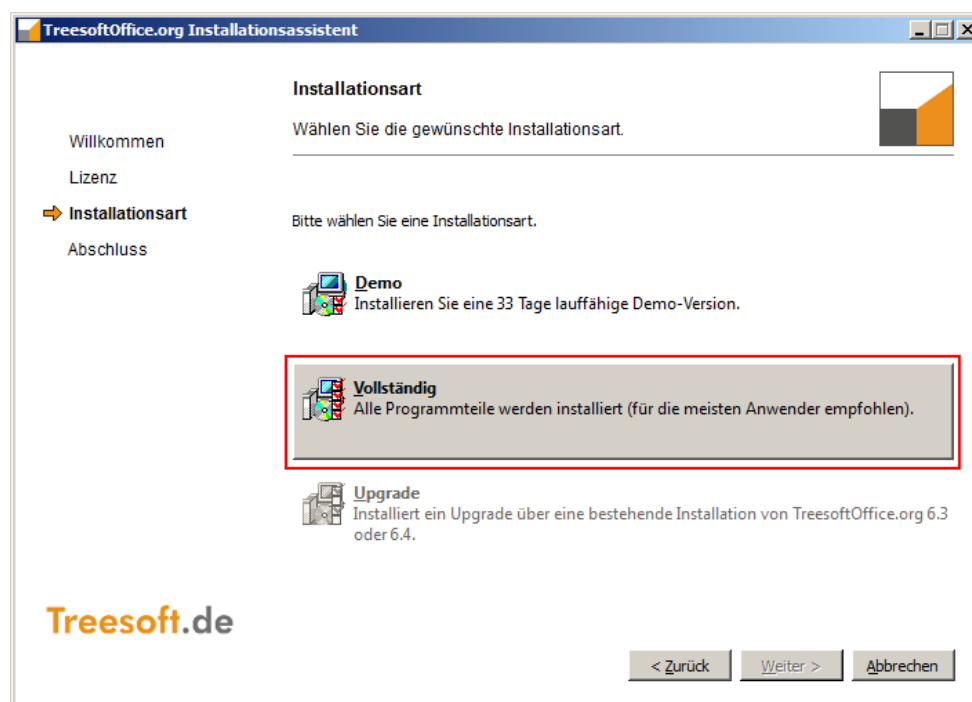 TreesoftOffice.org Installationsassistent
Installationsart
Wählen Sie die gewünschte Installationsart.
Willkommen
Lizenz
Installationsart
Abschluss
Bitte wählen Sie eine Installationsart.
Demo
Installieren Sie eine 33 Tage lauffähige Demo-Version.
Vollständig
Alle Programmteile werden installiert (für die meisten Anwender empfohlen).
Upgrade
Installiert ein Upgrade über eine bestehende Installation von TreesoftOffice.org 6.3
oder 6.4.
Treesoft.de
< Zurück
Weiter >
Abbrechen